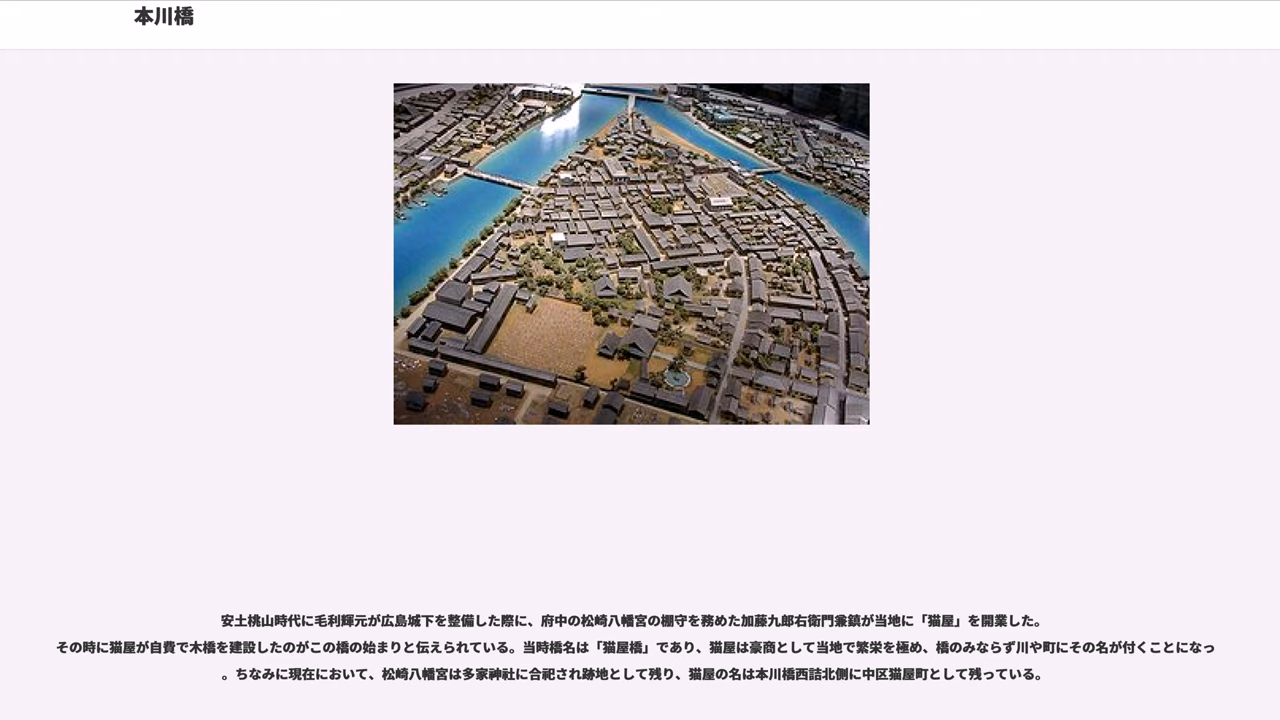 本川橋
安土桃山時代に毛利輝元が広島城下を整備した際に、府中の松崎八幡宮の棚守を務めた加藤九郎右衛門兼鎮が当地に「猫屋」を開業した。
その時に猫屋が自費で木橋を建設したのがこの橋の始まりと伝えられている。当時橋名は「猫屋橋」であり、猫屋は豪商として当地で繁栄を極め、橋のみならず川や町にその名が付くことになっ
。ちなみに現在において、松崎八幡宮は多家神社に合祀され跡地として残り、猫屋の名は本川橋西詰北側に中区猫屋町として残っている。